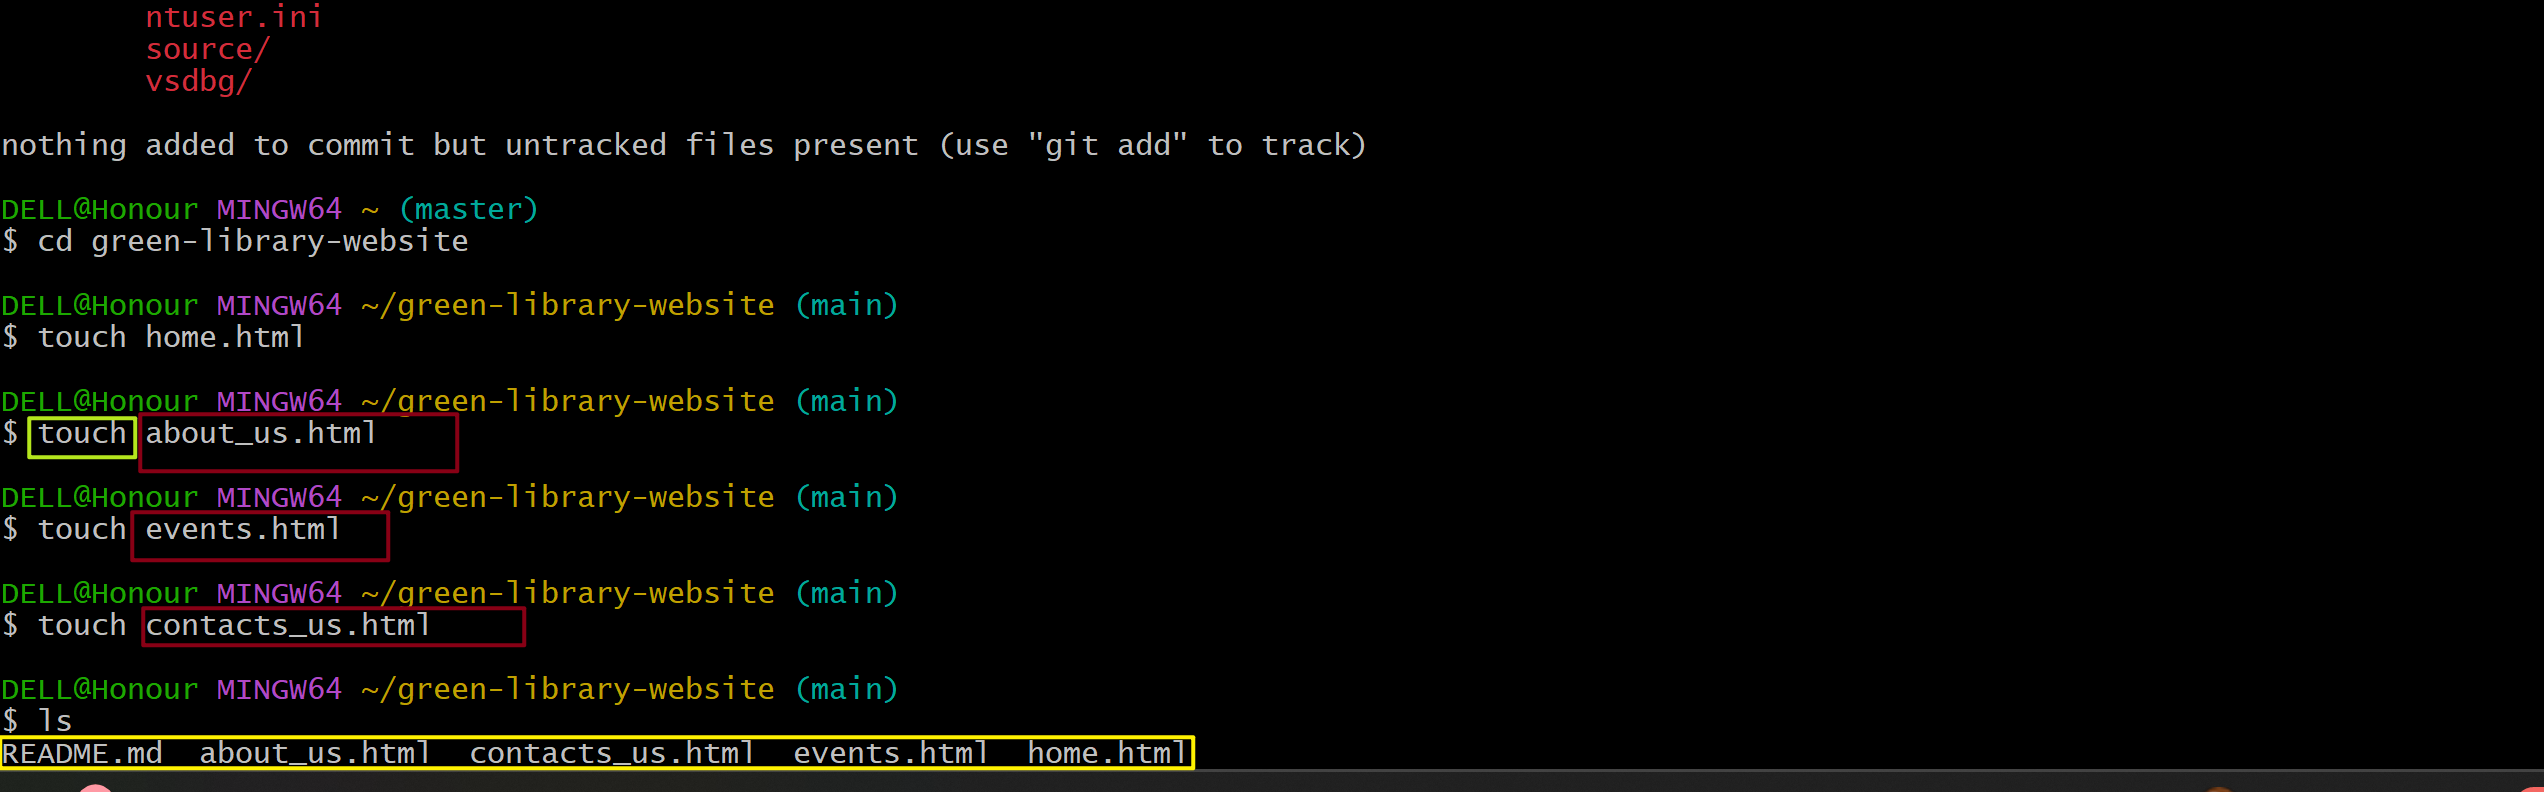 ntuser.ini
source/
vsdbg/
nothing added to commit but untracked files present (use "git add" to track)
DELL@Honour MINGW64 ~ (master)
$ cd green-library-website
DELL@Honour MINGW64 ~/green-library-website (main)
$ touch home.html
DELL@Honour MINGW64 ~/green-library-website (main)
$ touch about_us.html
DELL@Honour MINGW64 ~/green-library-website (main)
$ touch events.html
DELL@Honour MINGW64 ~/green-library-website (main)
$ touch contacts_us.html
DELL@Honour MINGW64 ~/green-library-website (main)
$ ls
README.md  about_us.html  contacts_us.html  events.html  home.html